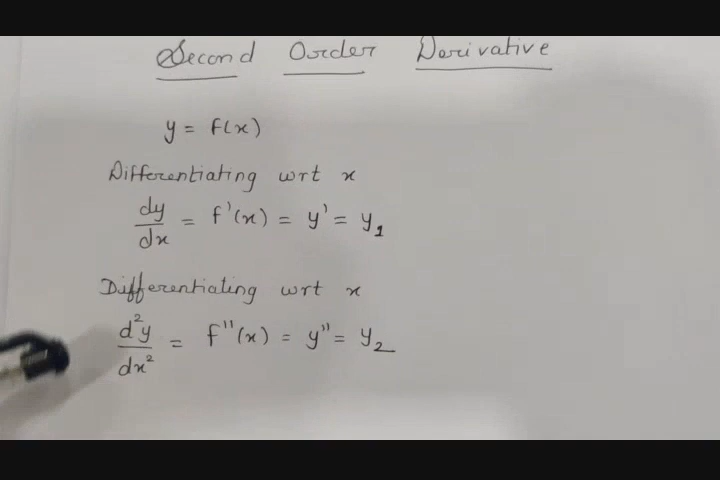 Second Order Derivative
y = f(x)
Differentiating wrt x
dy/dx = f'(x) = y' = y₁
Differentiating wrt x
d²y/dx² = f''(x) = y'' = y₂